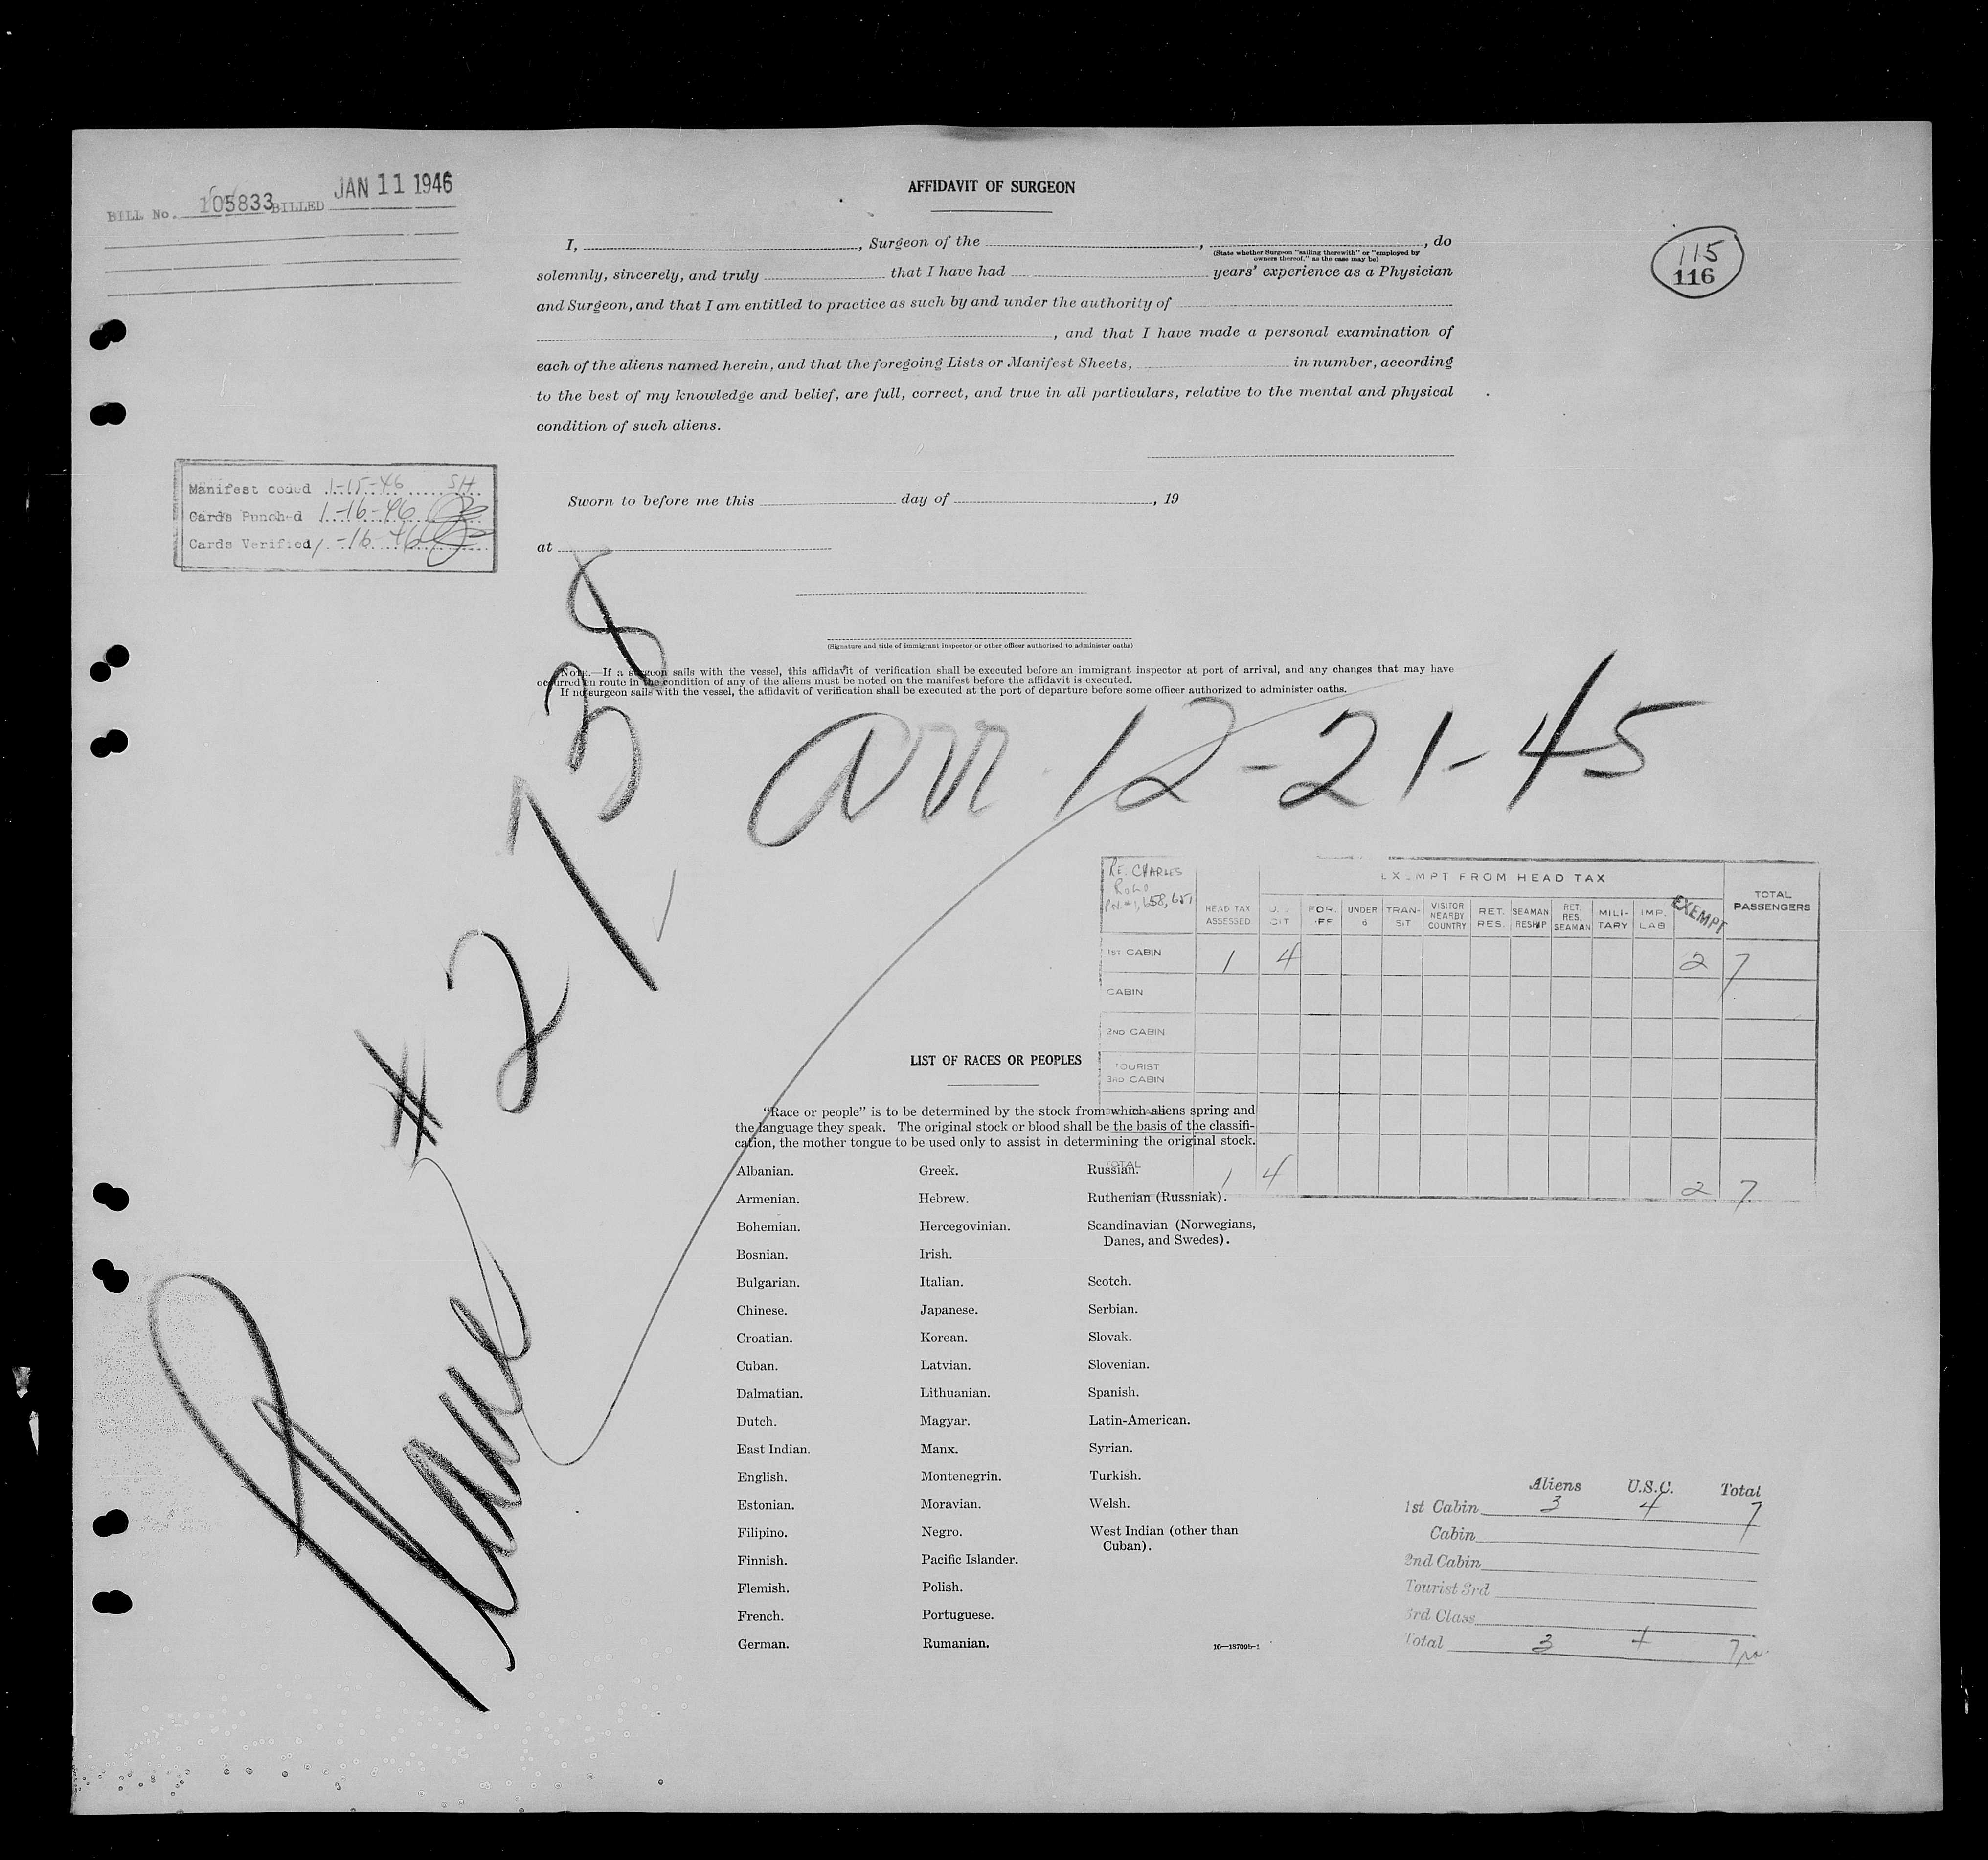 BILL No. 105833 BILLED JAN 11 1946
AFFIDAVIT OF SURGEON
115
116
I, , Surgeon of the , , do
(State whether Surgeon "sailing therewith" or "employed by
owners thereof," as the case may be)
solemnly, sincerely, and truly that I have had years' experience as a Physician
and Surgeon, and that I am entitled to practice as such by and under the authority of
, and that I have made a personal examination of
each of the aliens named herein, and that the foregoing Lists or Manifest Sheets, in number, according
to the best of my knowledge and belief, are full, correct, and true in all particulars, relative to the mental and physical
condition of such aliens.
Manifest coded 1-15-46 SH
Cards Punched 1-16-46
Cards Verified 1-16-46
Sworn to before me this day of , 19
at
(Signature and title of immigrant inspector or other officer authorized to administer oaths)
NOTE.—If a surgeon sails with the vessel, this affidavit of verification shall be executed before an immigrant inspector at port of arrival, and any changes that may have
occurred en route in the condition of any of the aliens must be noted on the manifest before the affidavit is executed.
If no surgeon sails with the vessel, the affidavit of verification shall be executed at the port of departure before some officer authorized to administer oaths.
Plane # 21738
arr 12-21-45
RE. CHARLES
ROLO
EXEMPT FROM HEAD TAX
HEAD TAX ASSESSED
U.S. CIT
FOR. OFF
UNDER 6
TRANSIT
VISITOR NEARBY COUNTRY
RET. RES.
SEAMAN RESHIP
RET. RES. SEAMAN
MILITARY
IMP. LAB
EXEMPT
TOTAL PASSENGERS
1ST CABIN 1 4 2 7
CABIN
2ND CABIN
TOURIST
3RD CABIN
TOTAL 1 4 2 7
LIST OF RACES OR PEOPLES
"Race or people" is to be determined by the stock from which aliens spring and
the language they speak. The original stock or blood shall be the basis of the classifi-
cation, the mother tongue to be used only to assist in determining the original stock.
Albanian. Greek. Russian.
Armenian. Hebrew. Ruthenian (Russniak).
Bohemian. Hercegovinian. Scandinavian (Norwegians,
Danes, and Swedes).
Bosnian. Irish.
Bulgarian. Italian. Scotch.
Chinese. Japanese. Serbian.
Croatian. Korean. Slovak.
Cuban. Latvian. Slovenian.
Dalmatian. Lithuanian. Spanish.
Dutch. Magyar. Latin-American.
East Indian. Manx. Syrian.
English. Montenegrin. Turkish.
Estonian. Moravian. Welsh.
Filipino. Negro. West Indian (other than
Cuban).
Finnish. Pacific Islander.
Flemish. Polish.
French. Portuguese.
German. Rumanian.
16—18709b-1
Aliens U.S.C. Total
1st Cabin 3 4 7
Cabin
2nd Cabin
Tourist 3rd
3rd Class
Total 3 4 7